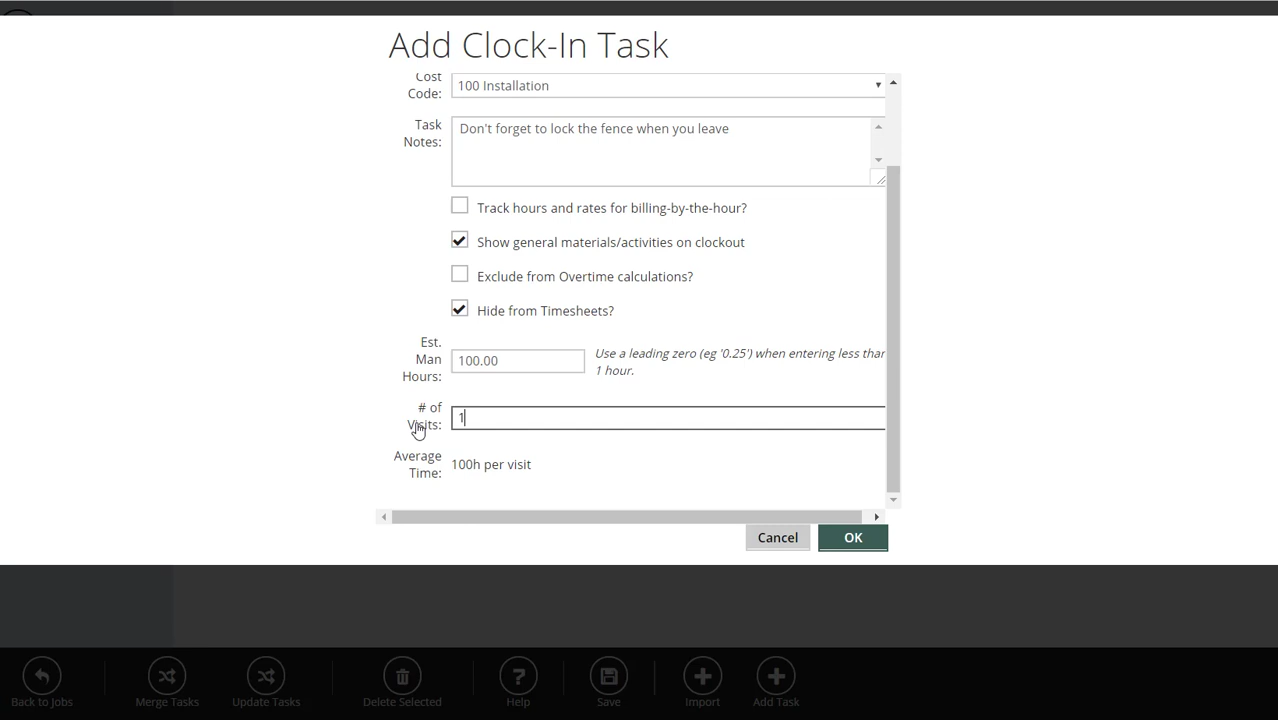 Add Clock-In Task
Cost
Code:
100 Installation
Task
Notes:
Don't forget to lock the fence when you leave
Track hours and rates for billing-by-the-hour?
Show general materials/activities on clockout
Exclude from Overtime calculations?
Hide from Timesheets?
Est.
Man
Hours:
100.00
Use a leading zero (eg '0.25') when entering less than
1 hour.
# of
Visits:
1
Average
Time:
100h per visit
Cancel
OK
Back to Jobs
Merge Tasks
Update Tasks
Delete Selected
?
Help
Save
Import
Add Task